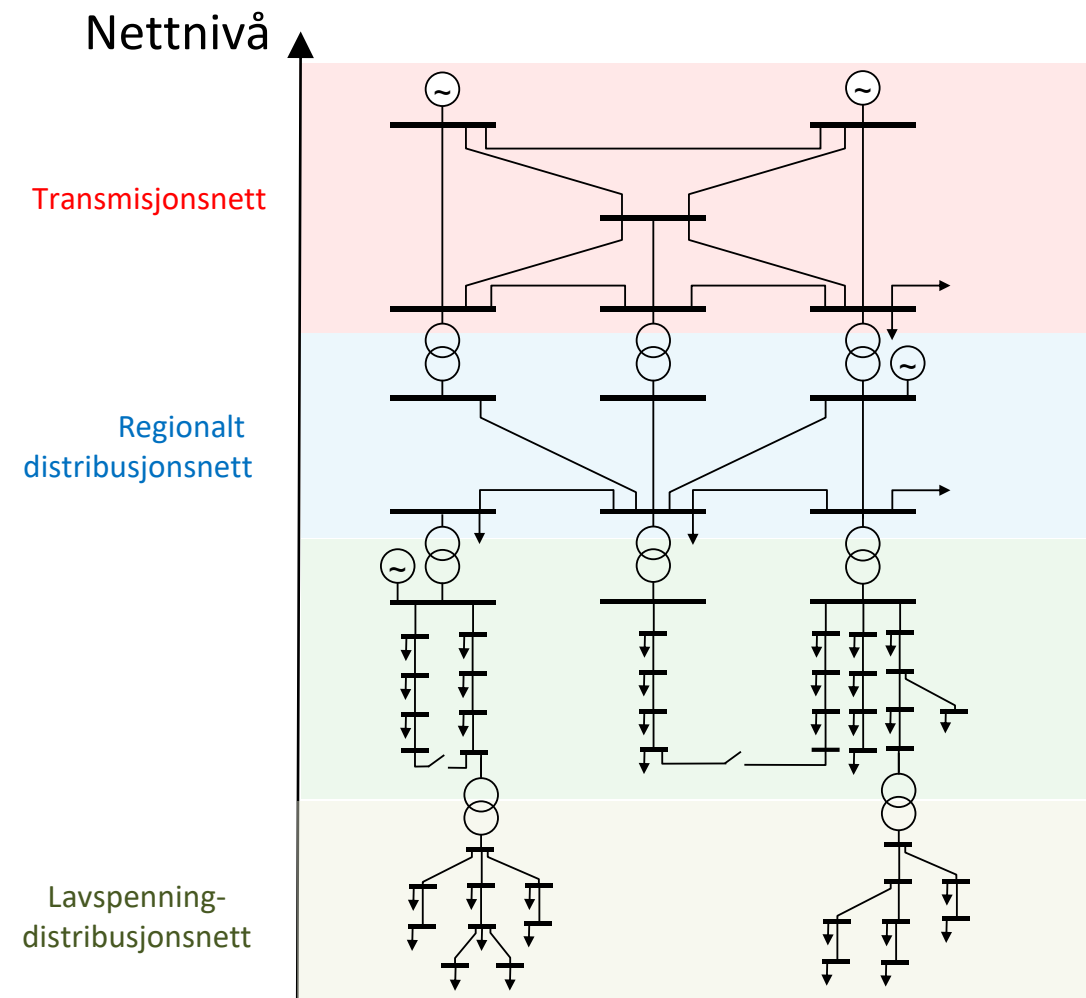 Nettnivå
~
~
Transmisjonsnett
~
Regionalt
distribusjonsnett
~
Lavspenning-
distribusjonsnett